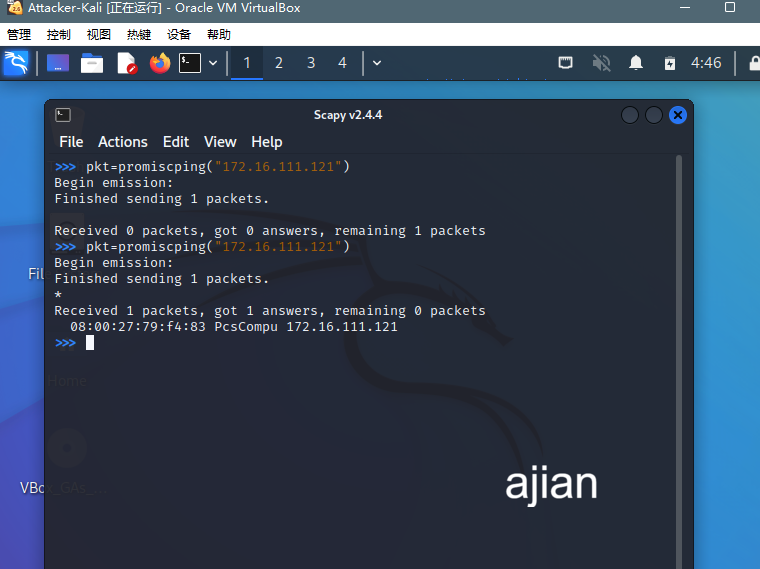 Attacker-Kali [正在运行] - Oracle VM VirtualBox
管理 控制 视图 热键 设备 帮助
1 2 3 4 4:46
Scapy v2.4.4
File Actions Edit View Help
>>> pkt=promiscping("172.16.111.121")
Begin emission:
Finished sending 1 packets.
Received 0 packets, got 0 answers, remaining 1 packets
>>> pkt=promiscping("172.16.111.121")
Begin emission:
Finished sending 1 packets.
*
Received 1 packets, got 1 answers, remaining 0 packets
08:00:27:79:f4:83 PcsCompu 172.16.111.121
>>>
Home
VBox_GAs_...
ajian